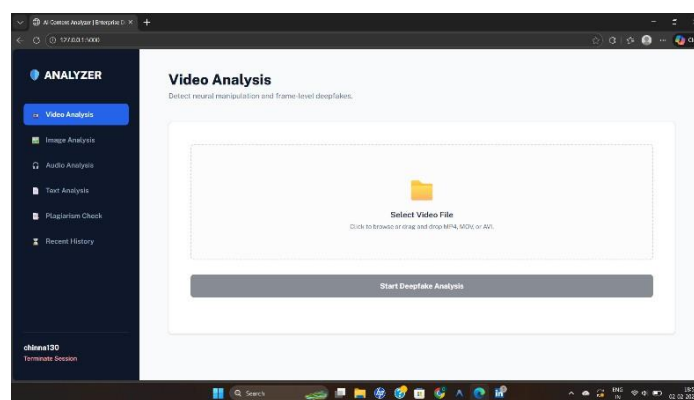 AI Content Analyzer | Enterprise D
127.0.0.1:5000
ANALYZER
Video Analysis
Image Analysis
Audio Analysis
Text Analysis
Plagiarism Check
Recent History
chinna130
Terminate Session
Video Analysis
Detect neural manipulation and frame-level deepfakes.
Select Video File
Click to browse or drag and drop MP4, MOV, or AVI.
Start Deepfake Analysis
Search
ENG
IN